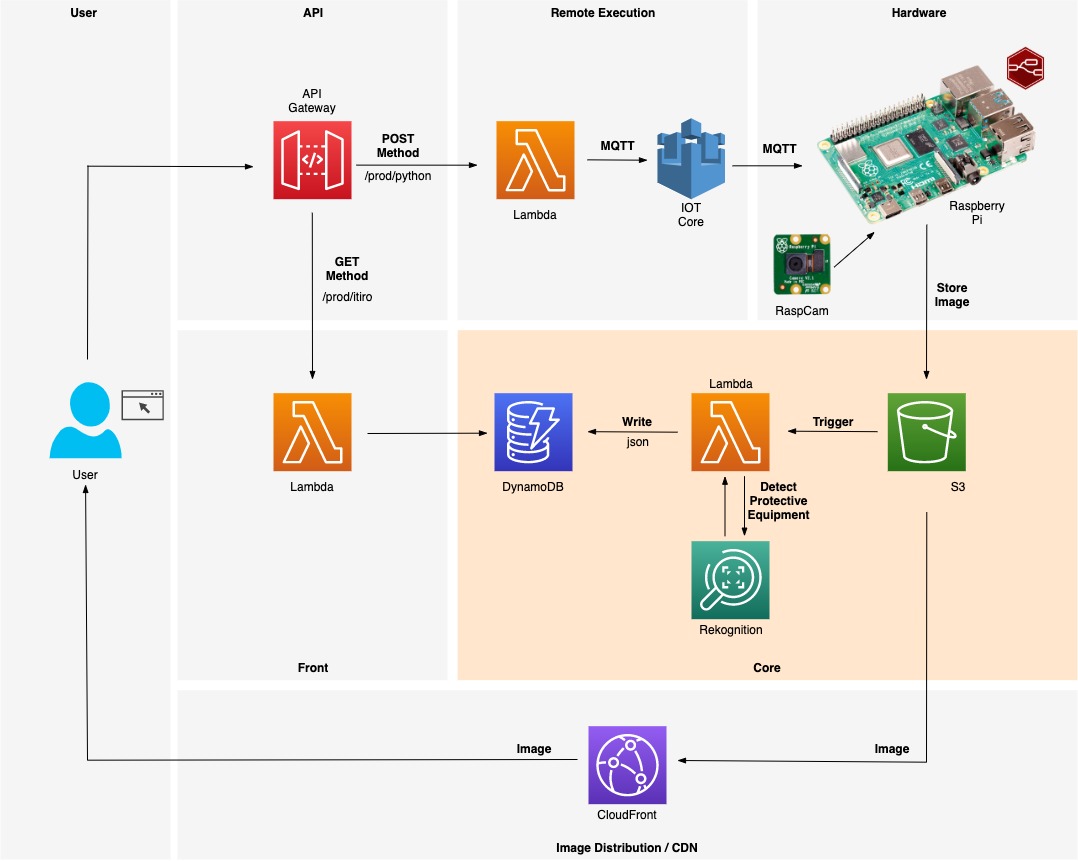 User
API
Remote Execution
Hardware
API
Gateway
POST
Method
/prod/python
Lambda
MQTT
IOT
Core
MQTT
Raspberry
Pi
Raspberry Pi
RaspCam
GET
Method
/prod/itiro
Store
Image
User
Lambda
DynamoDB
Write
json
Lambda
Trigger
S3
Detect
Protective
Equipment
Rekognition
Front
Core
Image
CloudFront
Image
Image Distribution / CDN